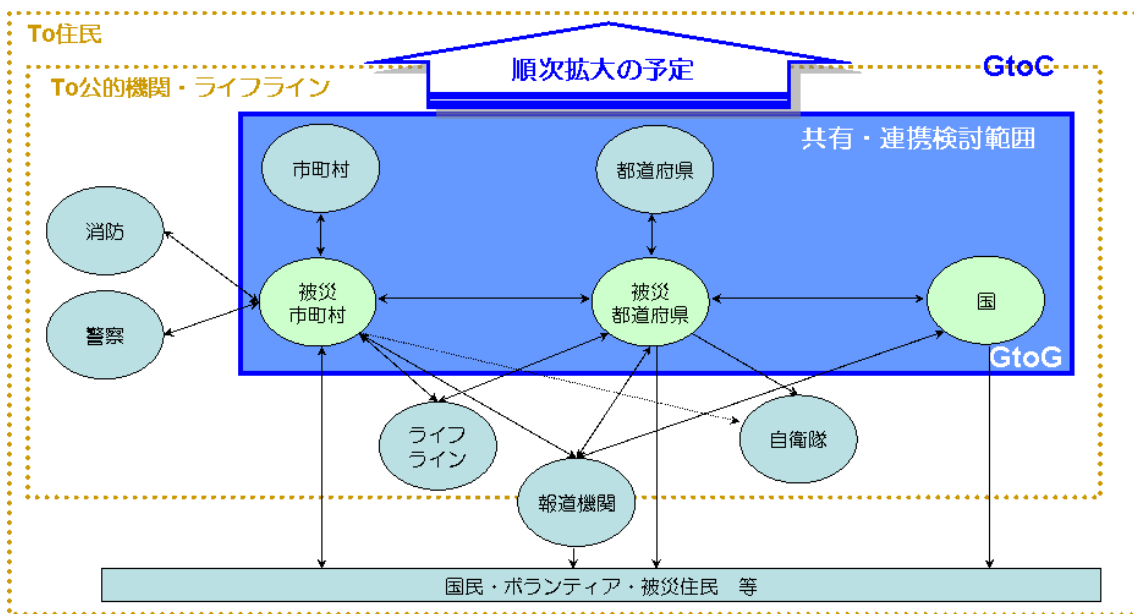 To住民
順次拡大の予定
GtoC
To公的機関・ライフライン
共有・連携検討範囲
市町村
都道府県
消防
被災
市町村
被災
都道府県
国
警察
GtoG
ライフ
ライン
自衛隊
報道機関
国民・ボランティア・被災住民　等